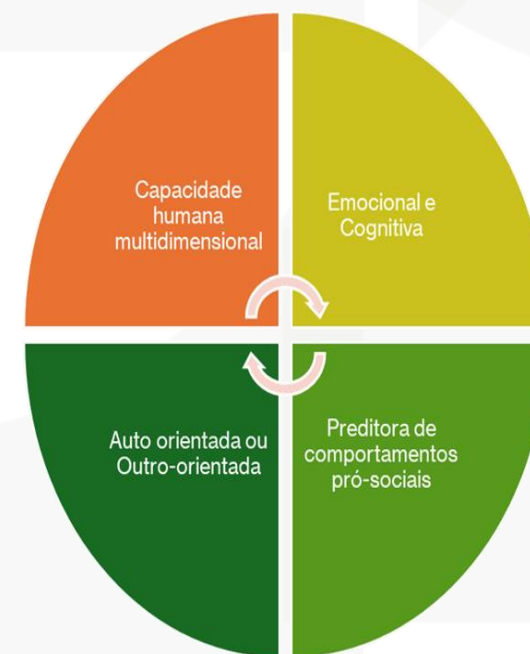 Capacidade
humana
multidimensional
Emocional e
Cognitiva
Auto orientada ou
Outro-orientada
Preditora de
comportamentos
pró-sociais